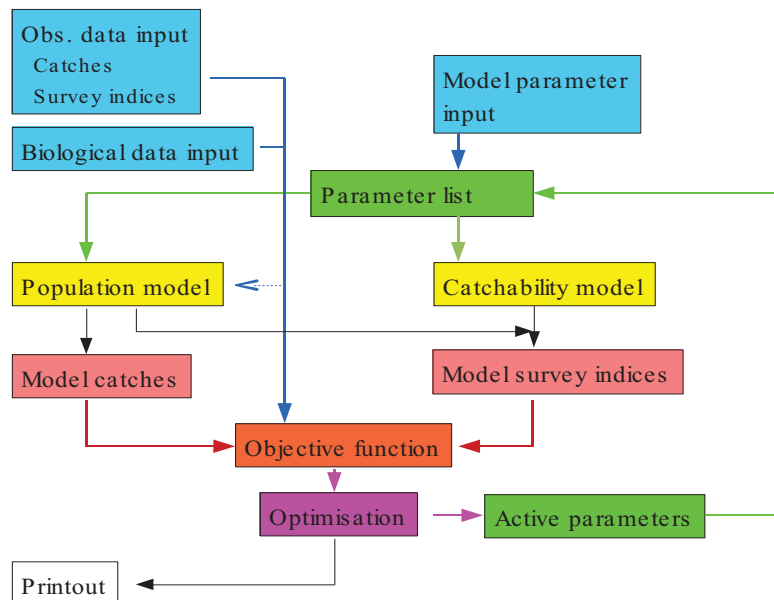 Obs. data input
Catches
Survey indices
Model parameter
input
Biological data input
Parameter list
Population model
Catchability model
Model catches
Model survey indices
Objective function
Optimisation
Active parameters
Printout